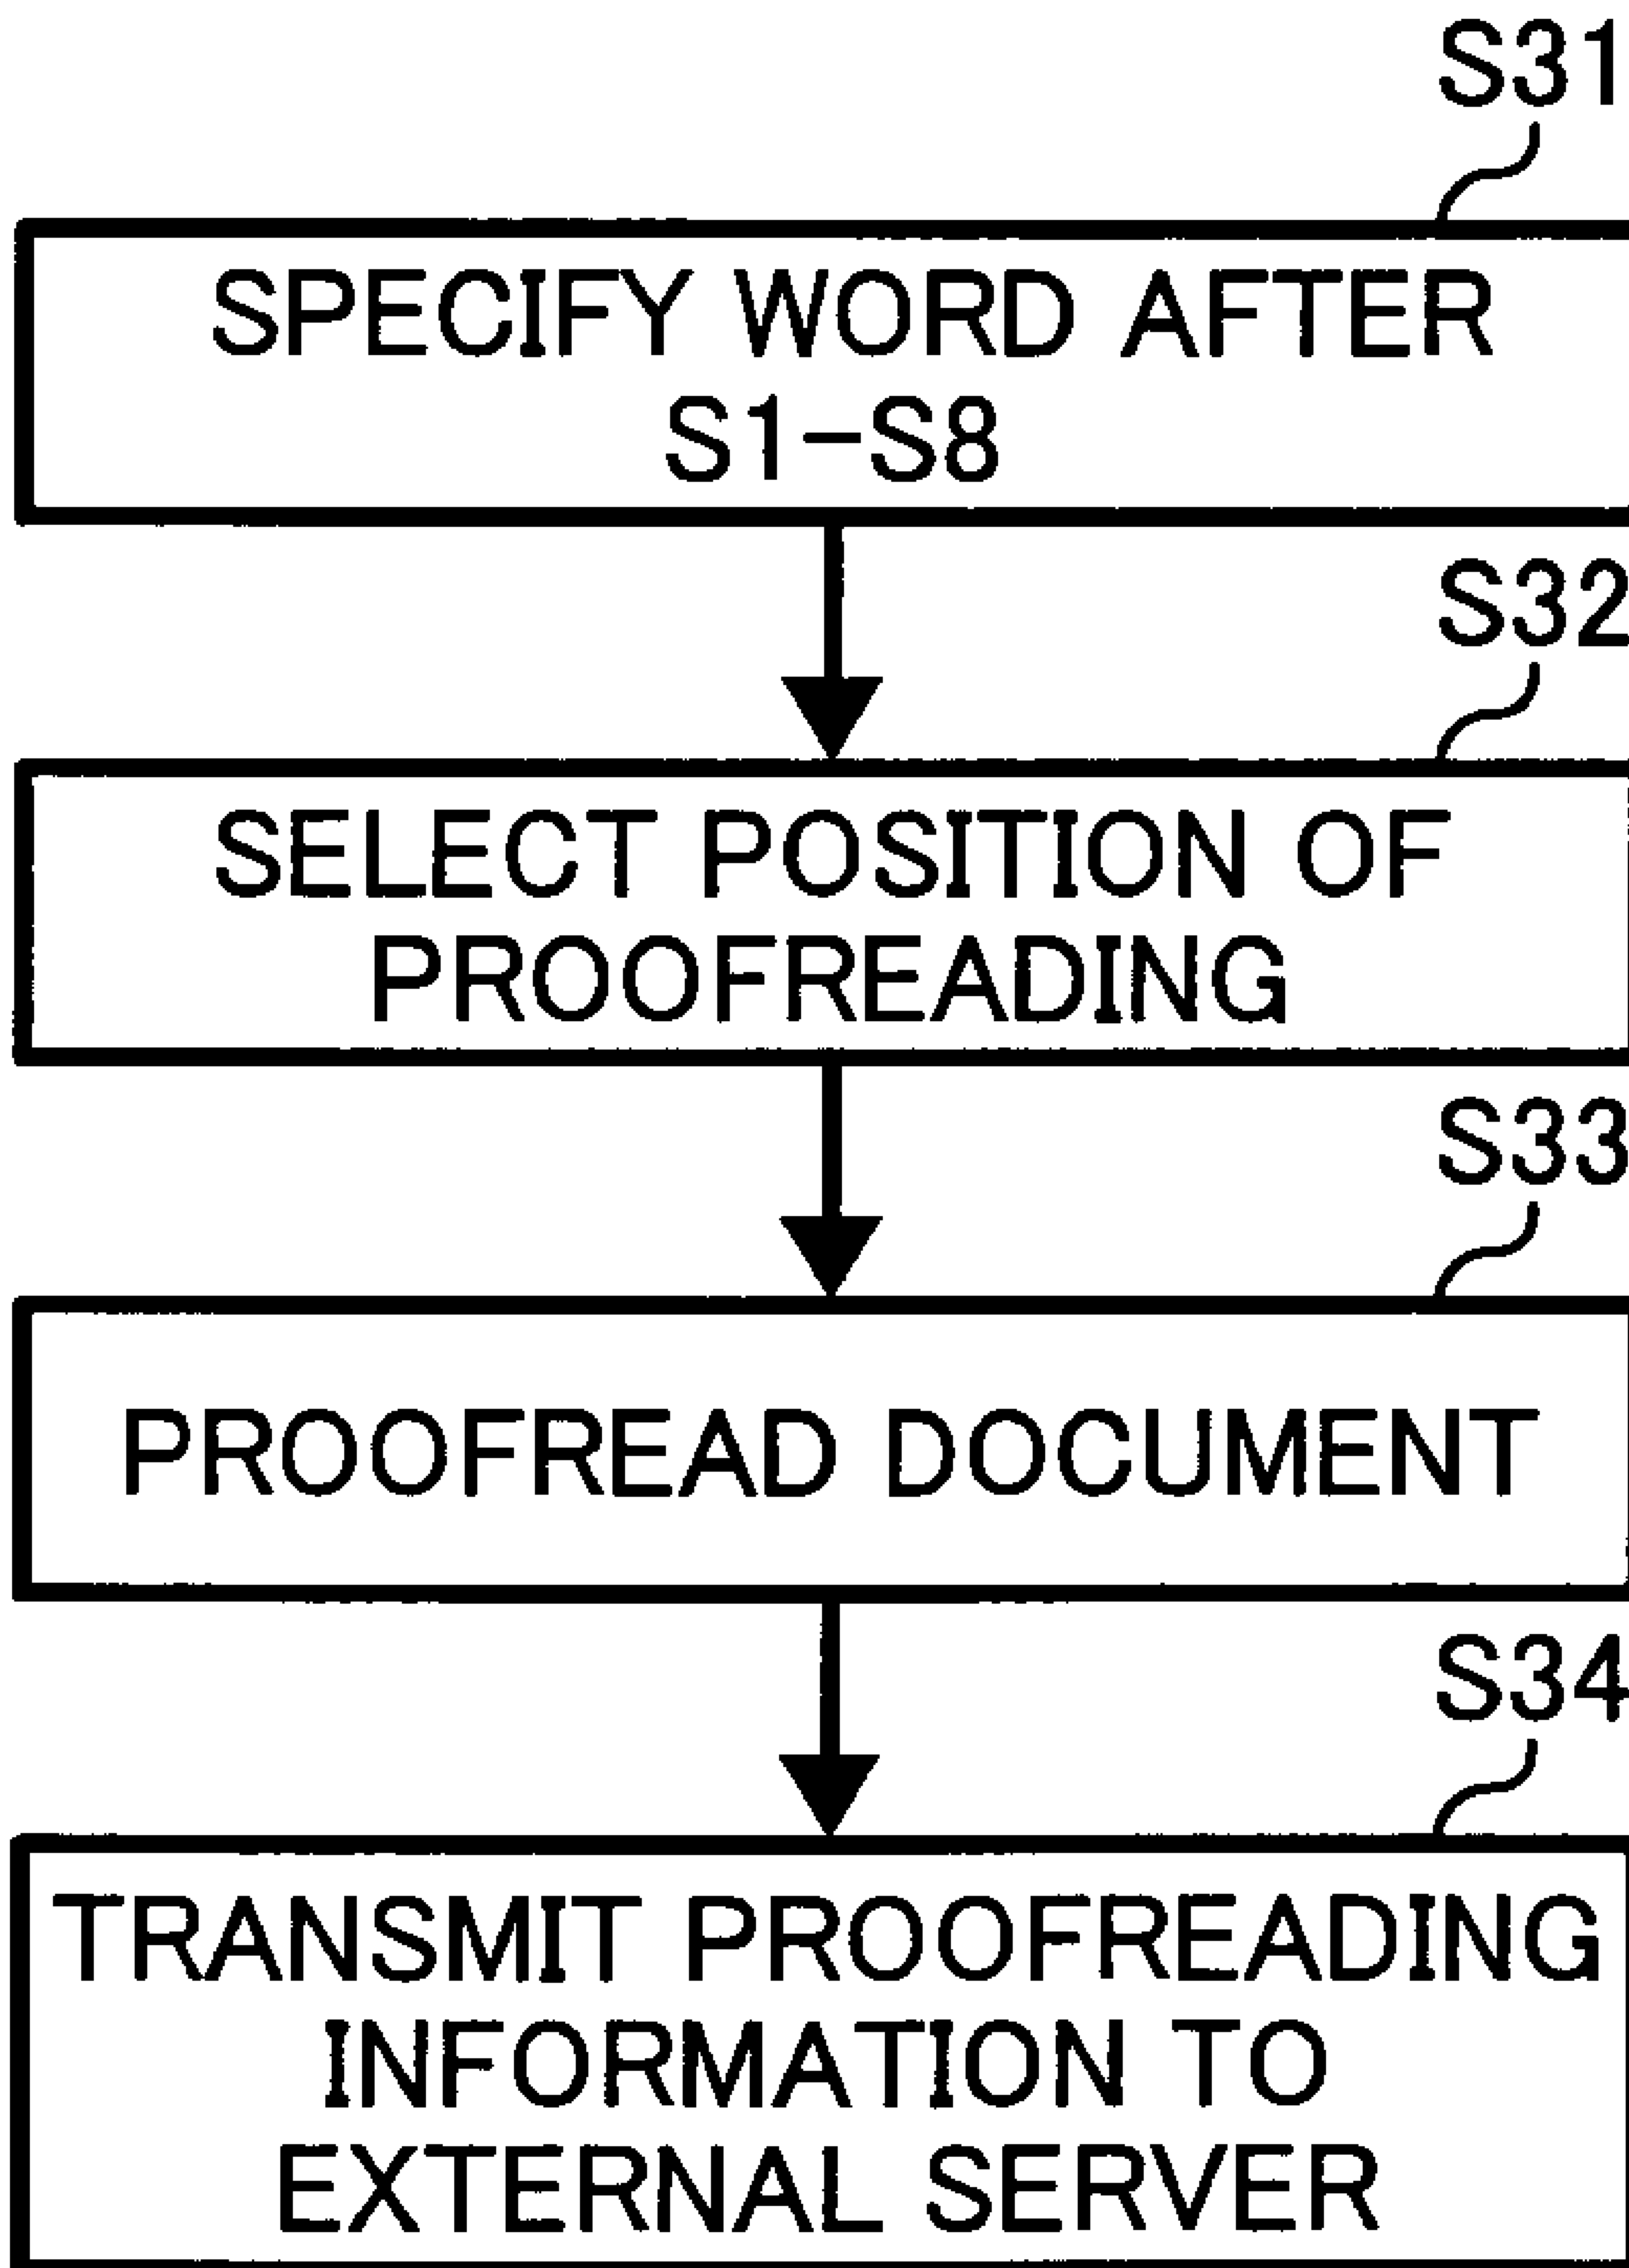 S31
SPECIFY WORD AFTER
S1-S8
S32
SELECT POSITION OF
PROOFREADING
S33
PROOFREAD DOCUMENT
S34
TRANSMIT PROOFREADING
INFORMATION TO
EXTERNAL SERVER